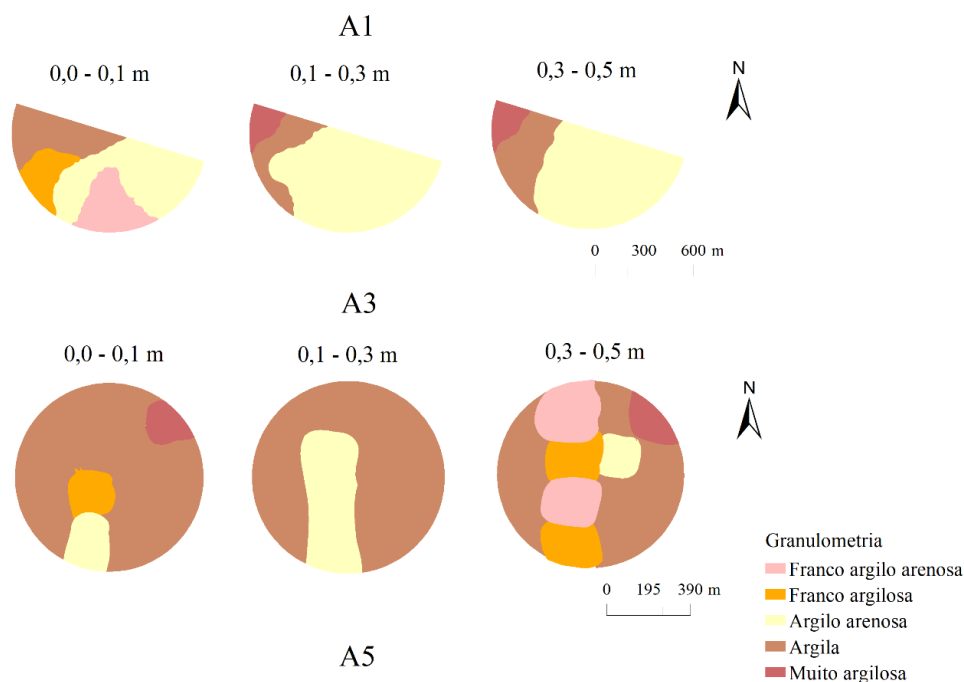 A1
0,0 - 0,1 m
0,1 - 0,3 m
0,3 - 0,5 m
N
0 300 600 m
A3
0,0 - 0,1 m
0,1 - 0,3 m
0,3 - 0,5 m
N
0 195 390 m
Granulometria
Franco argilo arenosa
Franco argilosa
Argilo arenosa
Argila
Muito argilosa
A5